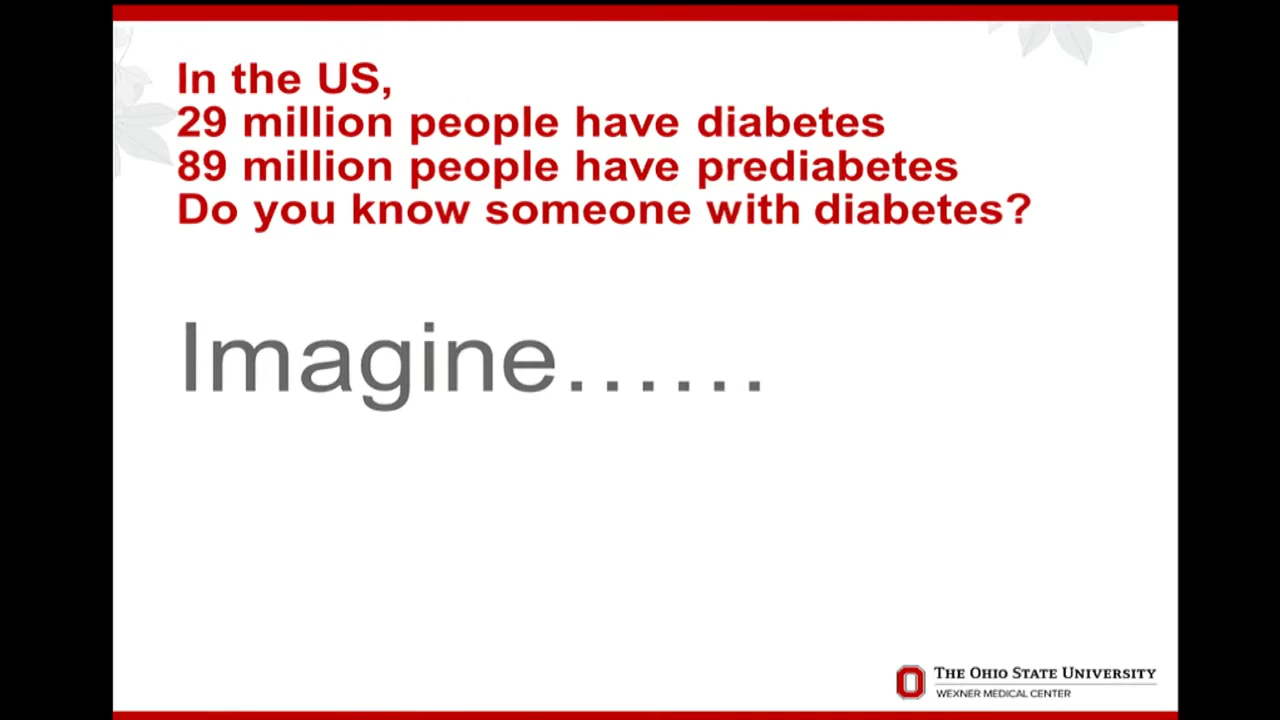 In the US,
29 million people have diabetes
89 million people have prediabetes
Do you know someone with diabetes?
Imagine……
THE OHIO STATE UNIVERSITY
WEXNER MEDICAL CENTER